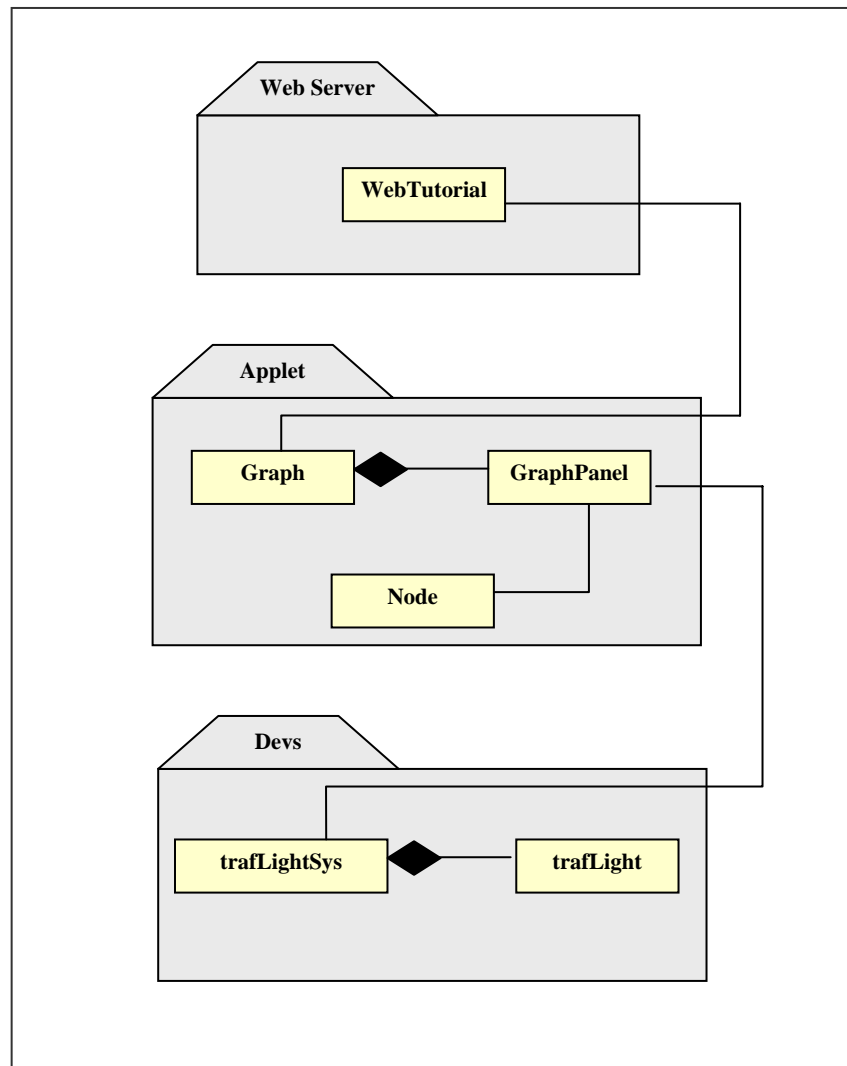 Web Server
WebTutorial
Applet
Graph
GraphPanel
Node
Devs
trafLightSys
trafLight